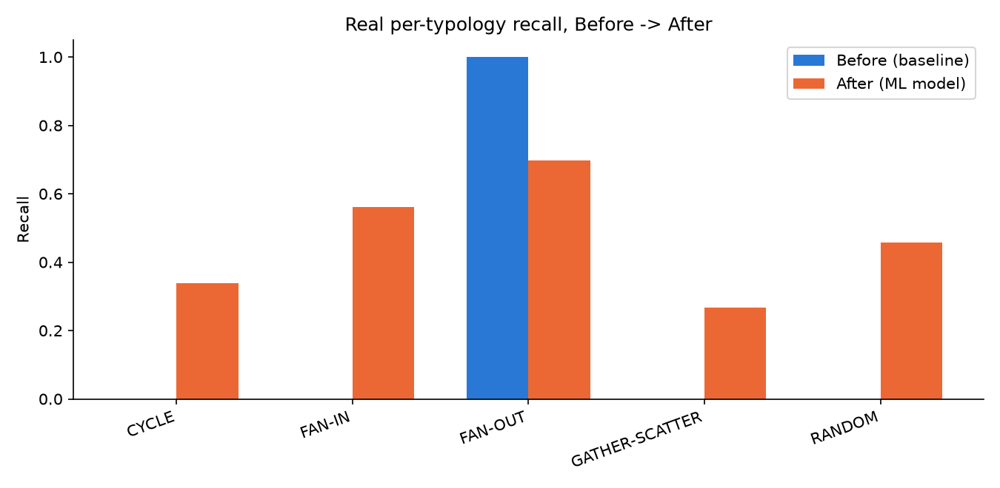 Real per-typology recall, Before -> After
Before (baseline)
After (ML model)
Recall
1.0
0.8
0.6
0.4
0.2
0.0
CYCLE
FAN-IN
FAN-OUT
GATHER-SCATTER
RANDOM